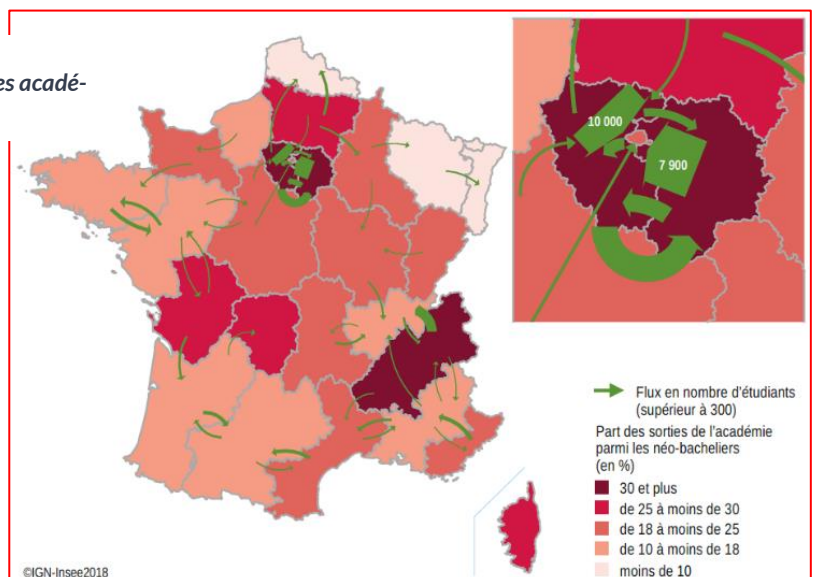 es acadé-
10 000
7 900
Flux en nombre d'étudiants
(supérieur à 300)
Part des sorties de l'académie
parmi les néo-bacheliers
(en %)
30 et plus
de 25 à moins de 30
de 18 à moins de 25
de 10 à moins de 18
moins de 10
©IGN-Insee2018